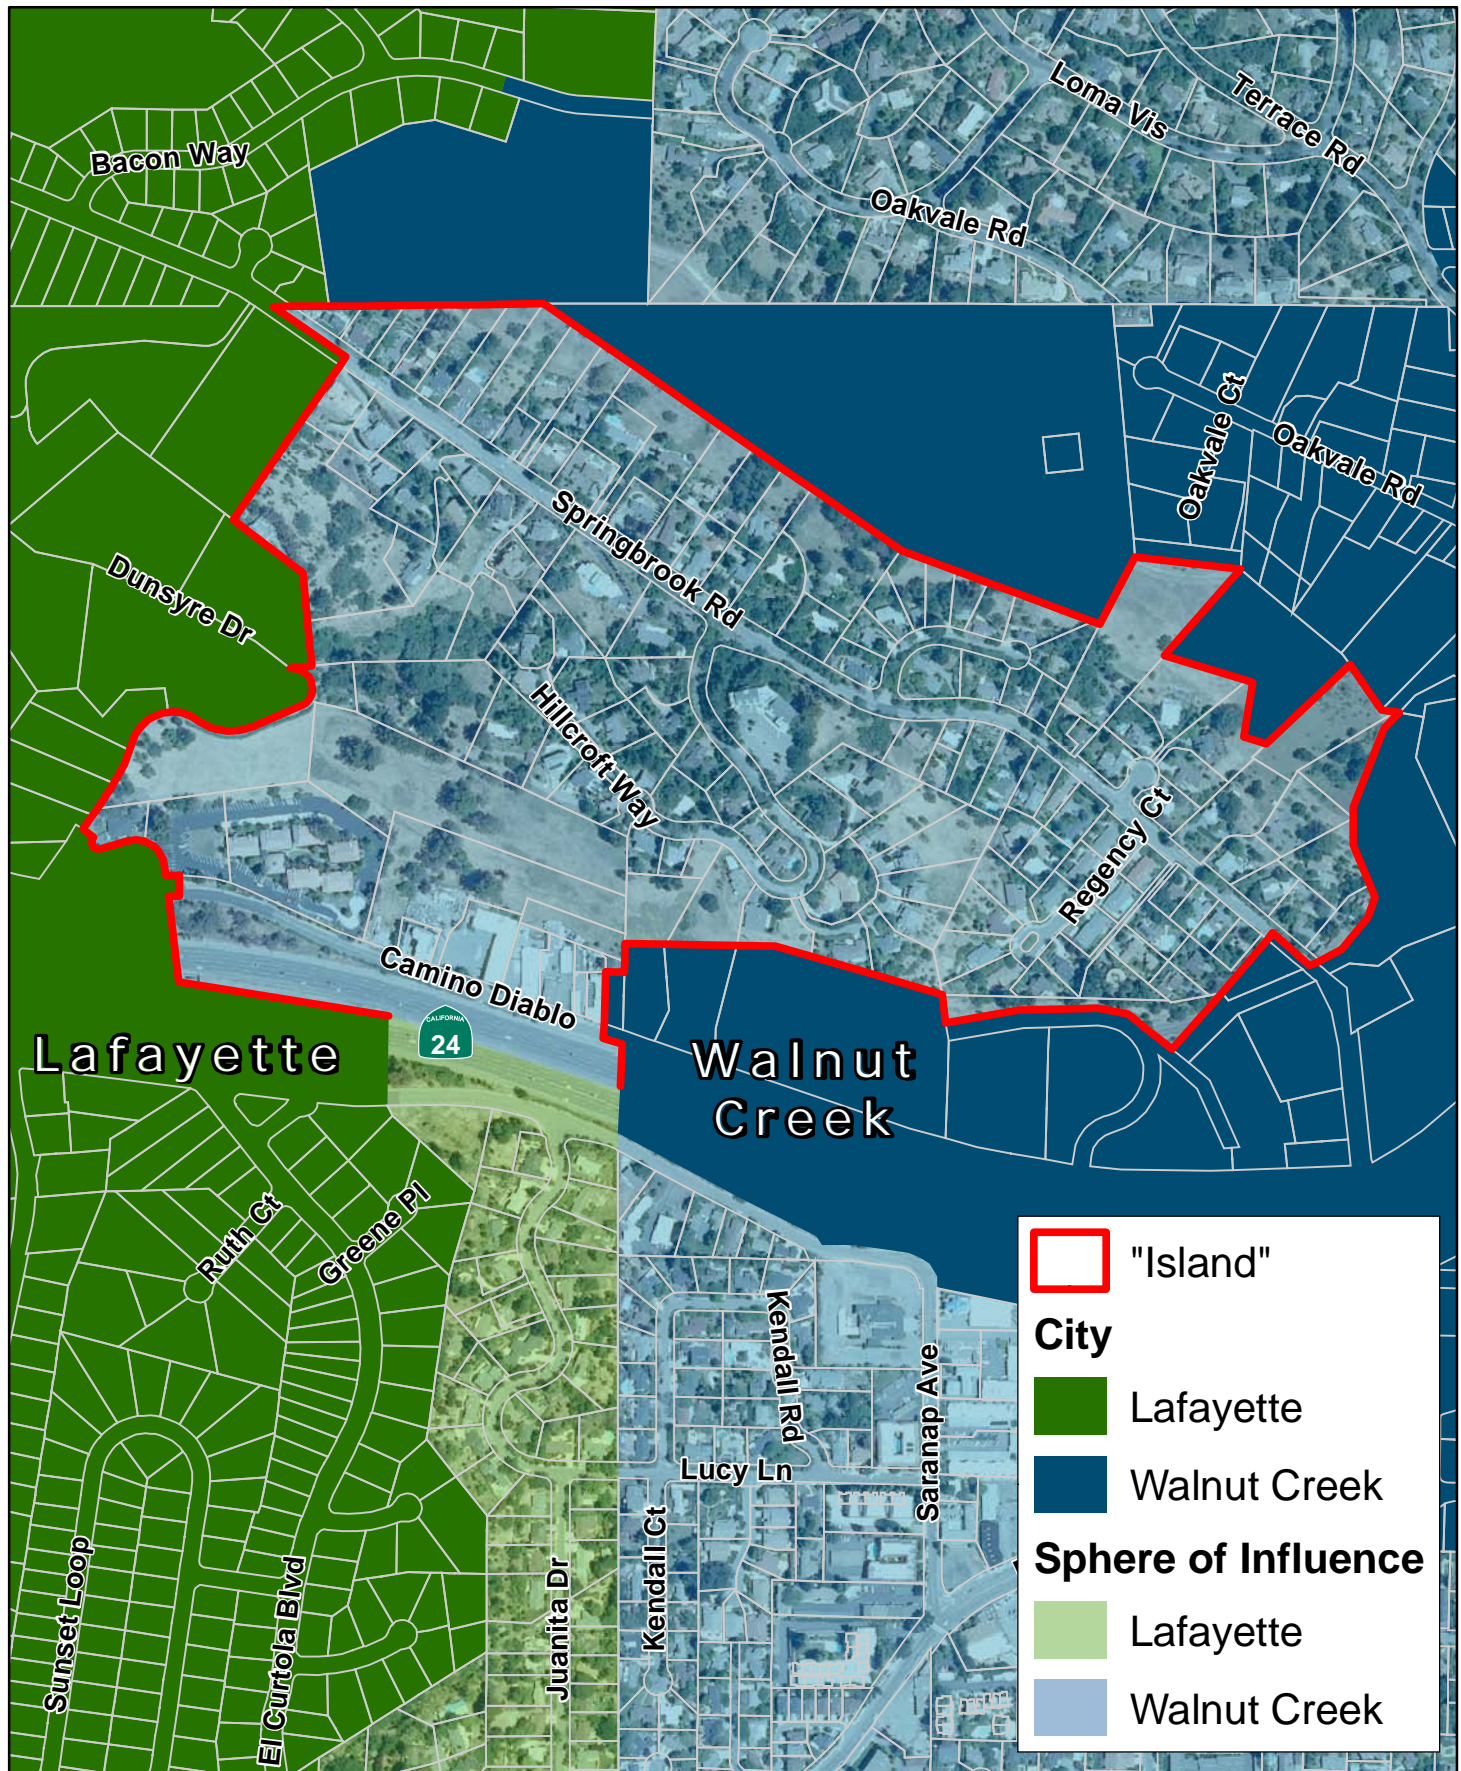 Loma Vis
Terrace Rd
Bacon Way
Oakvale Rd
Oakvale Ct
Oakvale Rd
Springbrook Rd
Dunsyre Dr
Hillcroft Way
Regency Ct
Camino Diablo
CALIFORNIA
24
Lafayette
Walnut
Creek
Ruth Ct
Greene Pl
Kendall Rd
Saranap Ave
Lucy Ln
Kendall Ct
Juanita Dr
Sunset Loop
El Curtola Blvd
"Island"
City
Lafayette
Walnut Creek
Sphere of Influence
Lafayette
Walnut Creek